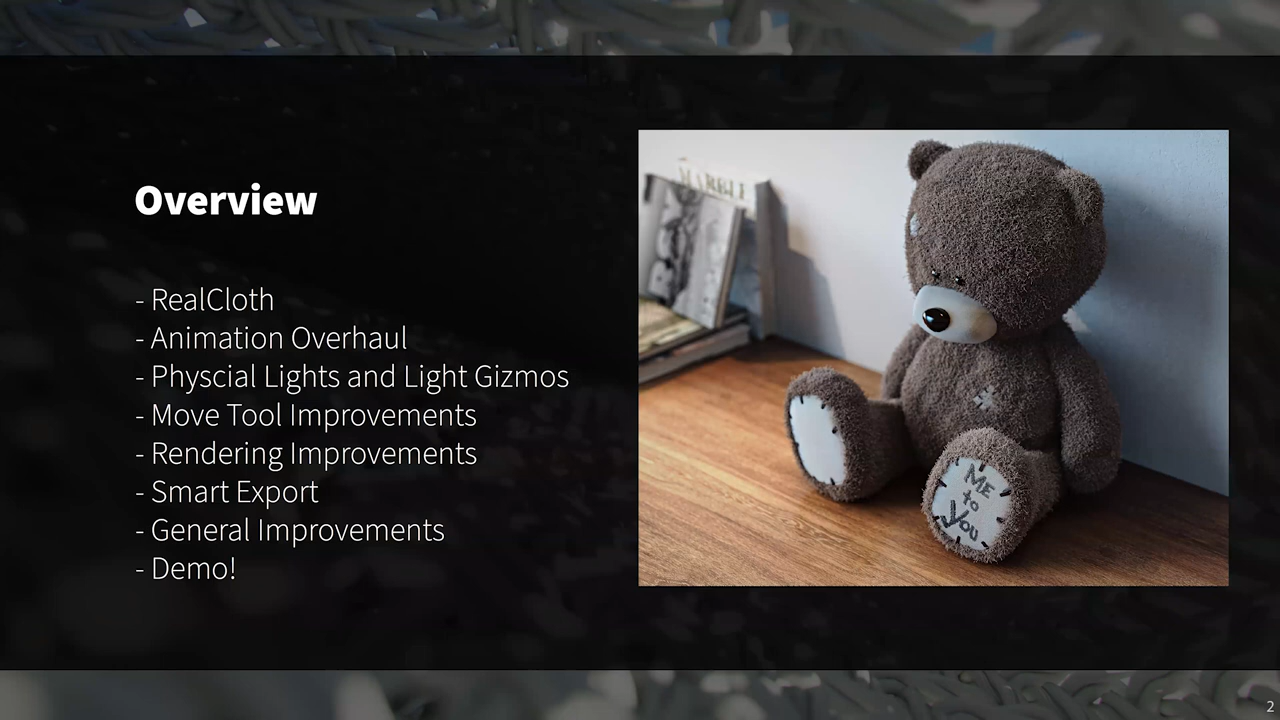 Overview
- RealCloth
- Animation Overhaul
- Physcial Lights and Light Gizmos
- Move Tool Improvements
- Rendering Improvements
- Smart Export
- General Improvements
- Demo!
MARBLE
ME
to
You
2